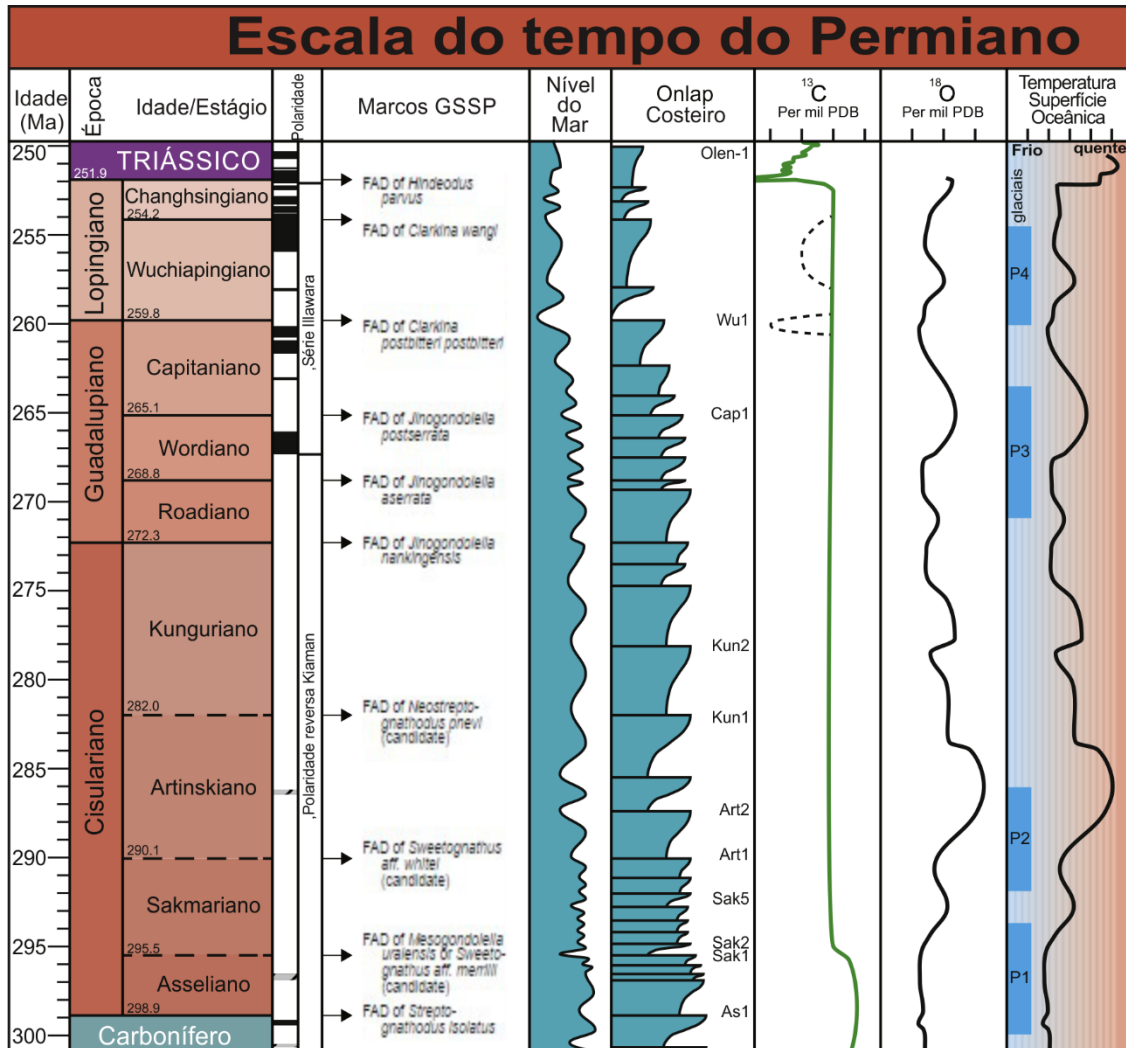 Escala do tempo do Permiano
Idade
(Ma)
Época
Idade/Estágio
Polaridade
Marcos GSSP
Nível
do
Mar
Onlap
Costeiro
13C
Per mil PDB
18O
Per mil PDB
Temperatura
Superfície
Oceânica
Frio
quente
glaciais
250
255
260
265
270
275
280
285
290
295
300
TRIÁSSICO
251.9
Lopingiano
Changhsingiano
254.2
Wuchiapingiano
259.8
Guadalupiano
Capitaniano
265.1
Wordiano
268.8
Roadiano
272.3
Cisulariano
Kunguriano
282.0
Artinskiano
290.1
Sakmariano
295.5
Asseliano
298.9
Carbonífero
,Série Illawara
,Polaridade reversa Kiaman
FAD of Hindeodus
parvus
FAD of Clarkina wangi
FAD of Clarkina
postbitteri postbitteri
FAD of Jinogondolella
postserrata
FAD of Jinogondolella
aserrata
FAD of Jinogondolella
nankingensis
FAD of Neostrepto-
gnathodus pnevi
(candidate)
FAD of Sweetognathus
aff. whitei
(candidate)
FAD of Mesogondolella
uralensis or Sweeto-
gnathus aff. merrilli
(candidate)
FAD of Strepto-
gnathodus isolatus
Olen-1
Wu1
Cap1
Kun2
Kun1
Art2
Art1
Sak5
Sak2
Sak1
As1
P4
P3
P2
P1